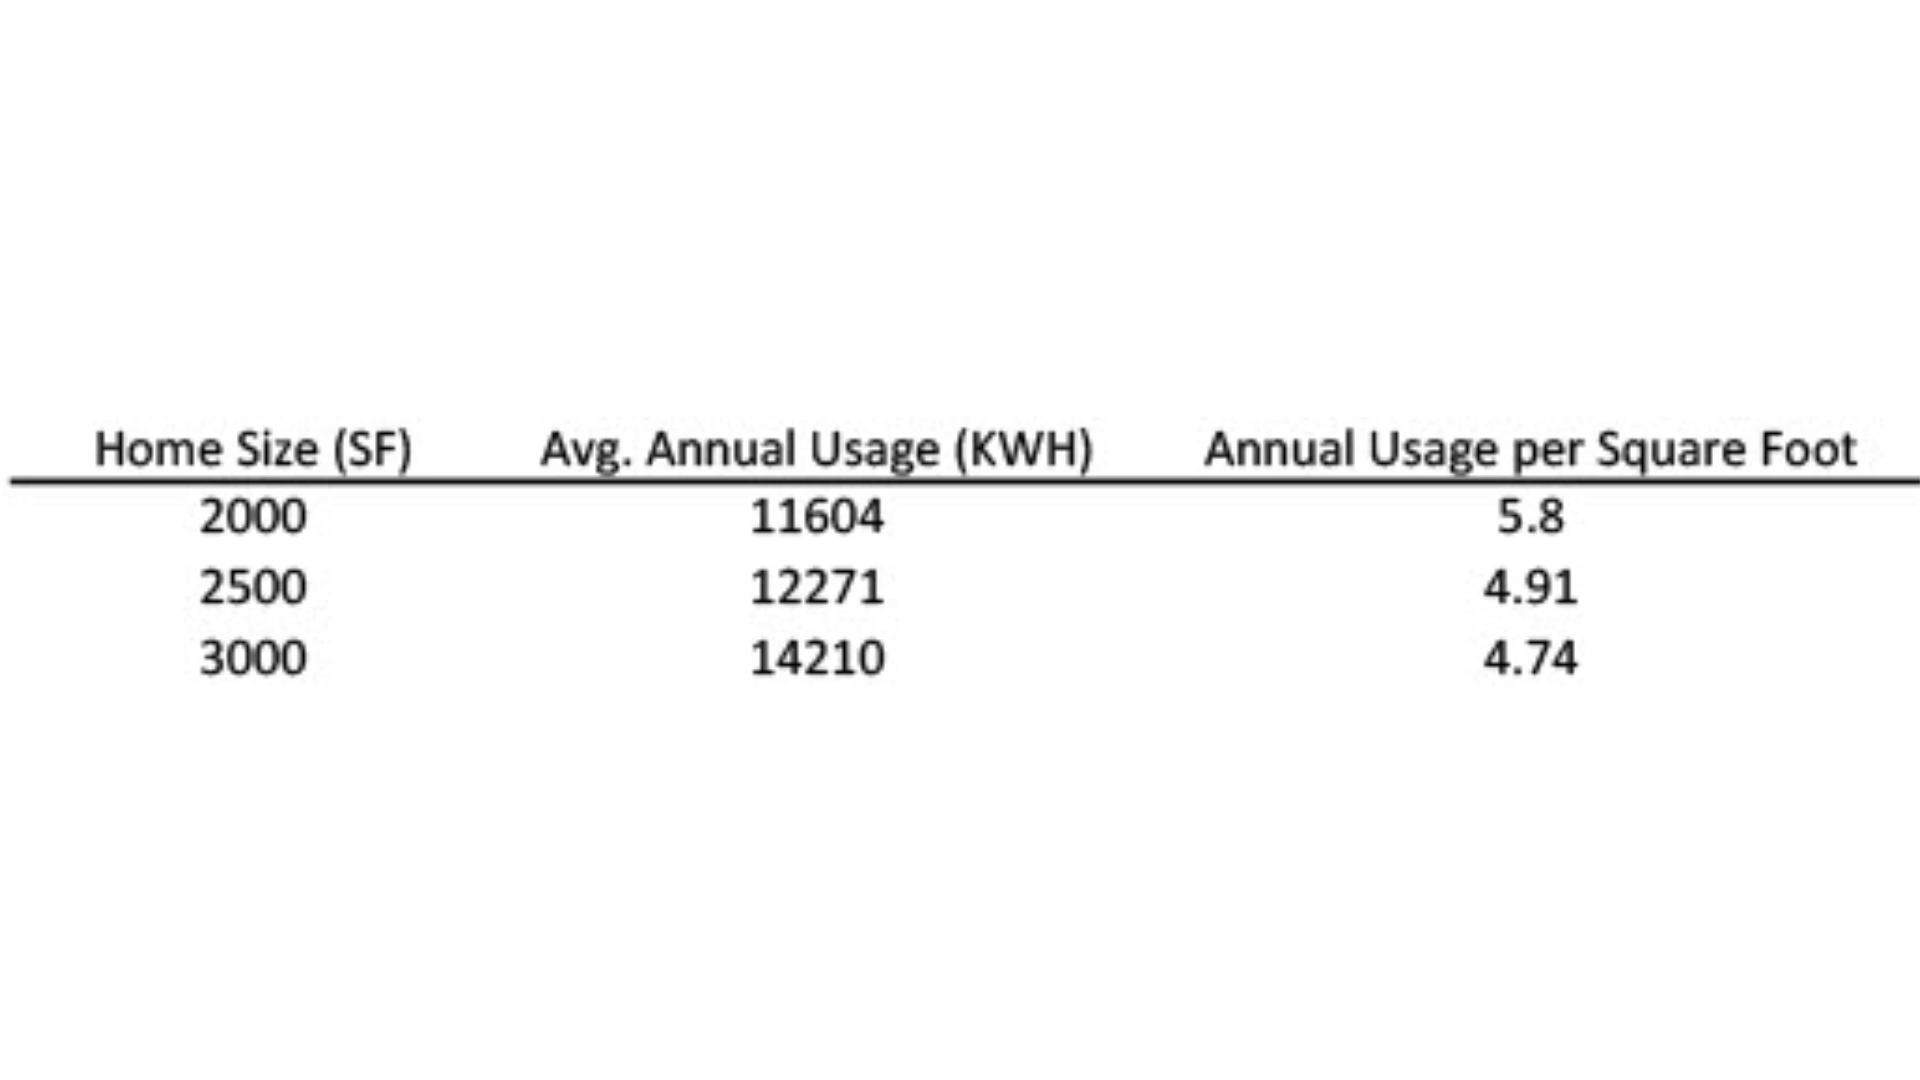 Home Size (SF) Avg. Annual Usage (KWH) Annual Usage per Square Foot
2000 11604 5.8
2500 12271 4.91
3000 14210 4.74